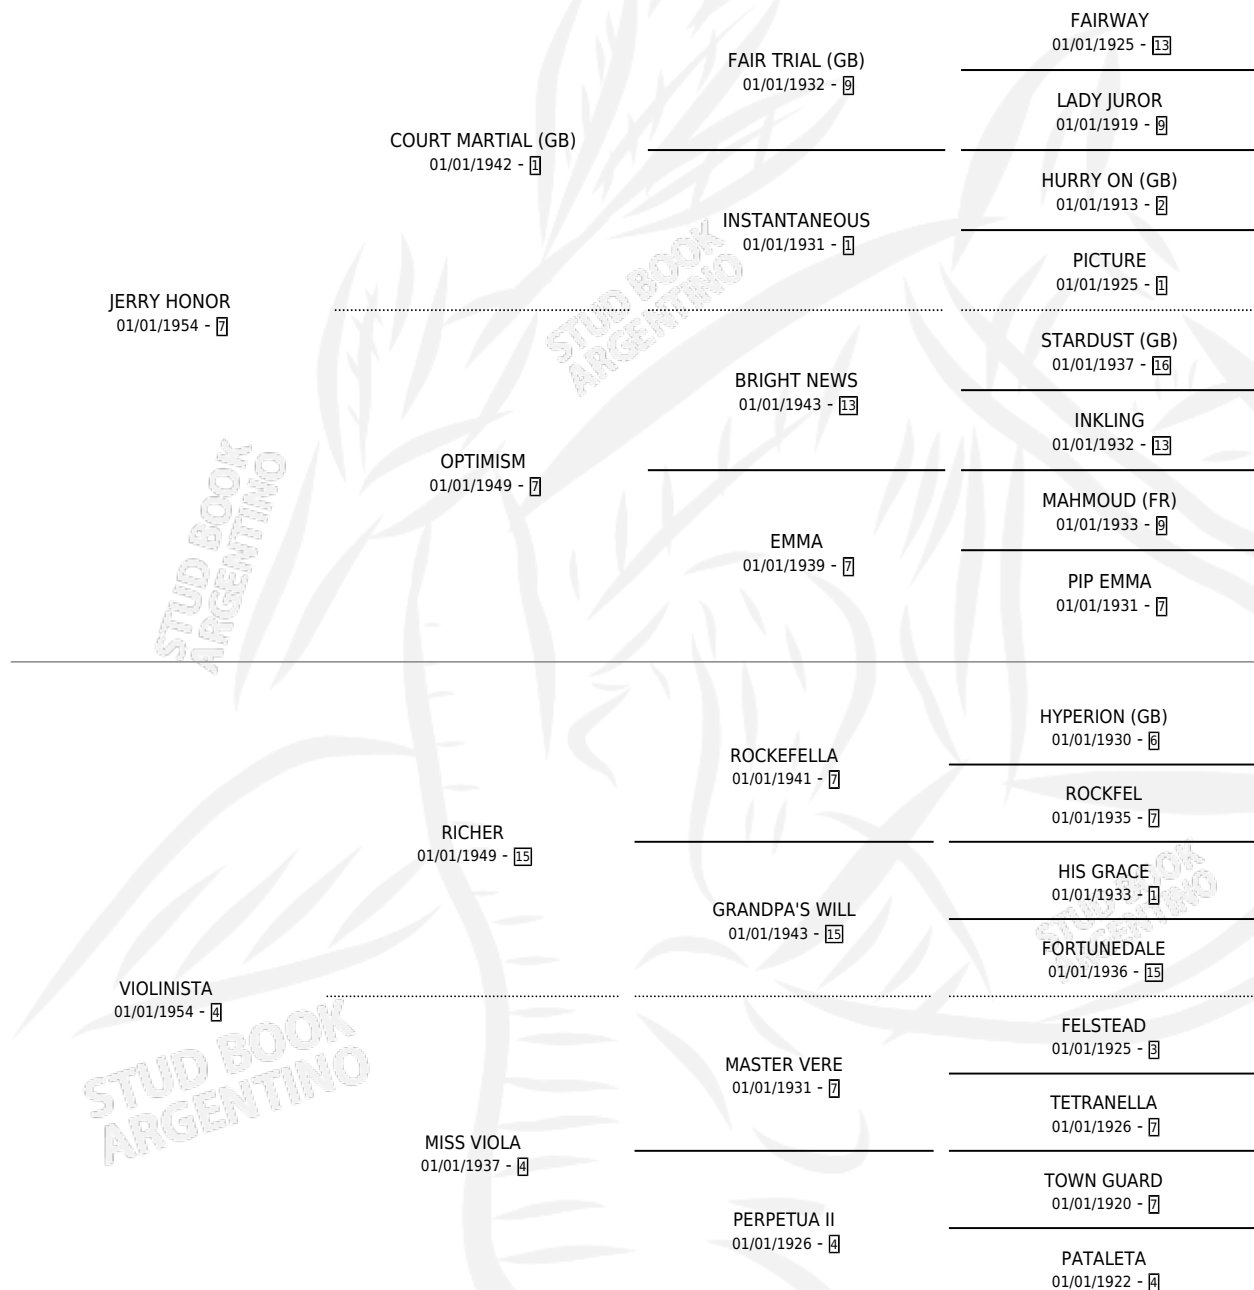 FAIRWAY
01/01/1925 - 13
FAIR TRIAL (GB)
01/01/1932 - 9
LADY JUROR
01/01/1919 - 9
COURT MARTIAL (GB)
01/01/1942 - 1
HURRY ON (GB)
01/01/1913 - 2
INSTANTANEOUS
01/01/1931 - 1
PICTURE
01/01/1925 - 1
JERRY HONOR
01/01/1954 - 7
STUD BOOK
ARGENTINO
STARDUST (GB)
01/01/1937 - 16
BRIGHT NEWS
01/01/1943 - 13
INKLING
01/01/1932 - 13
OPTIMISM
01/01/1949 - 7
MAHMOUD (FR)
01/01/1933 - 9
EMMA
01/01/1939 - 7
PIP EMMA
01/01/1931 - 7
STUD BOOK
ARGENTINO
HYPERION (GB)
01/01/1930 - 6
ROCKEFELLA
01/01/1941 - 7
ROCKFEL
01/01/1935 - 7
RICHER
01/01/1949 - 15
HIS GRACE
01/01/1933 - 1
GRANDPA'S WILL
01/01/1943 - 15
STUD BOOK
ARGENTINO
FORTUNEDALE
01/01/1936 - 15
VIOLINISTA
01/01/1954 - 4
STUD BOOK
ARGENTINO
FELSTEAD
01/01/1925 - 3
MASTER VERE
01/01/1931 - 7
TETRANELLA
01/01/1926 - 7
MISS VIOLA
01/01/1937 - 4
TOWN GUARD
01/01/1920 - 7
PERPETUA II
01/01/1926 - 4
PATALETA
01/01/1922 - 4